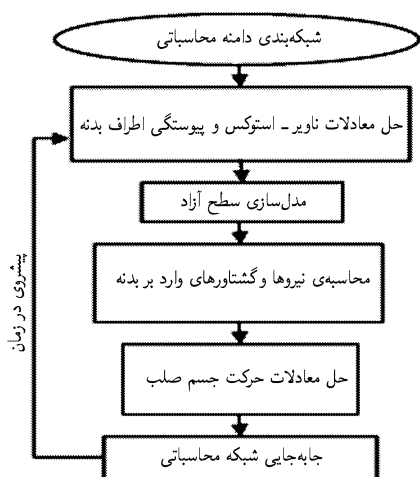 شبکه‌بندی دامنه محاسباتی
حل معادلات ناویر - استوکس و پیوستگی اطراف بدنه
مدل‌سازی سطح آزاد
محاسبه‌ی نیروها و گشتاورهای وارد بر بدنه
حل معادلات حرکت جسم صلب
جابه‌جایی شبکه محاسباتی
پیشروی در زمان